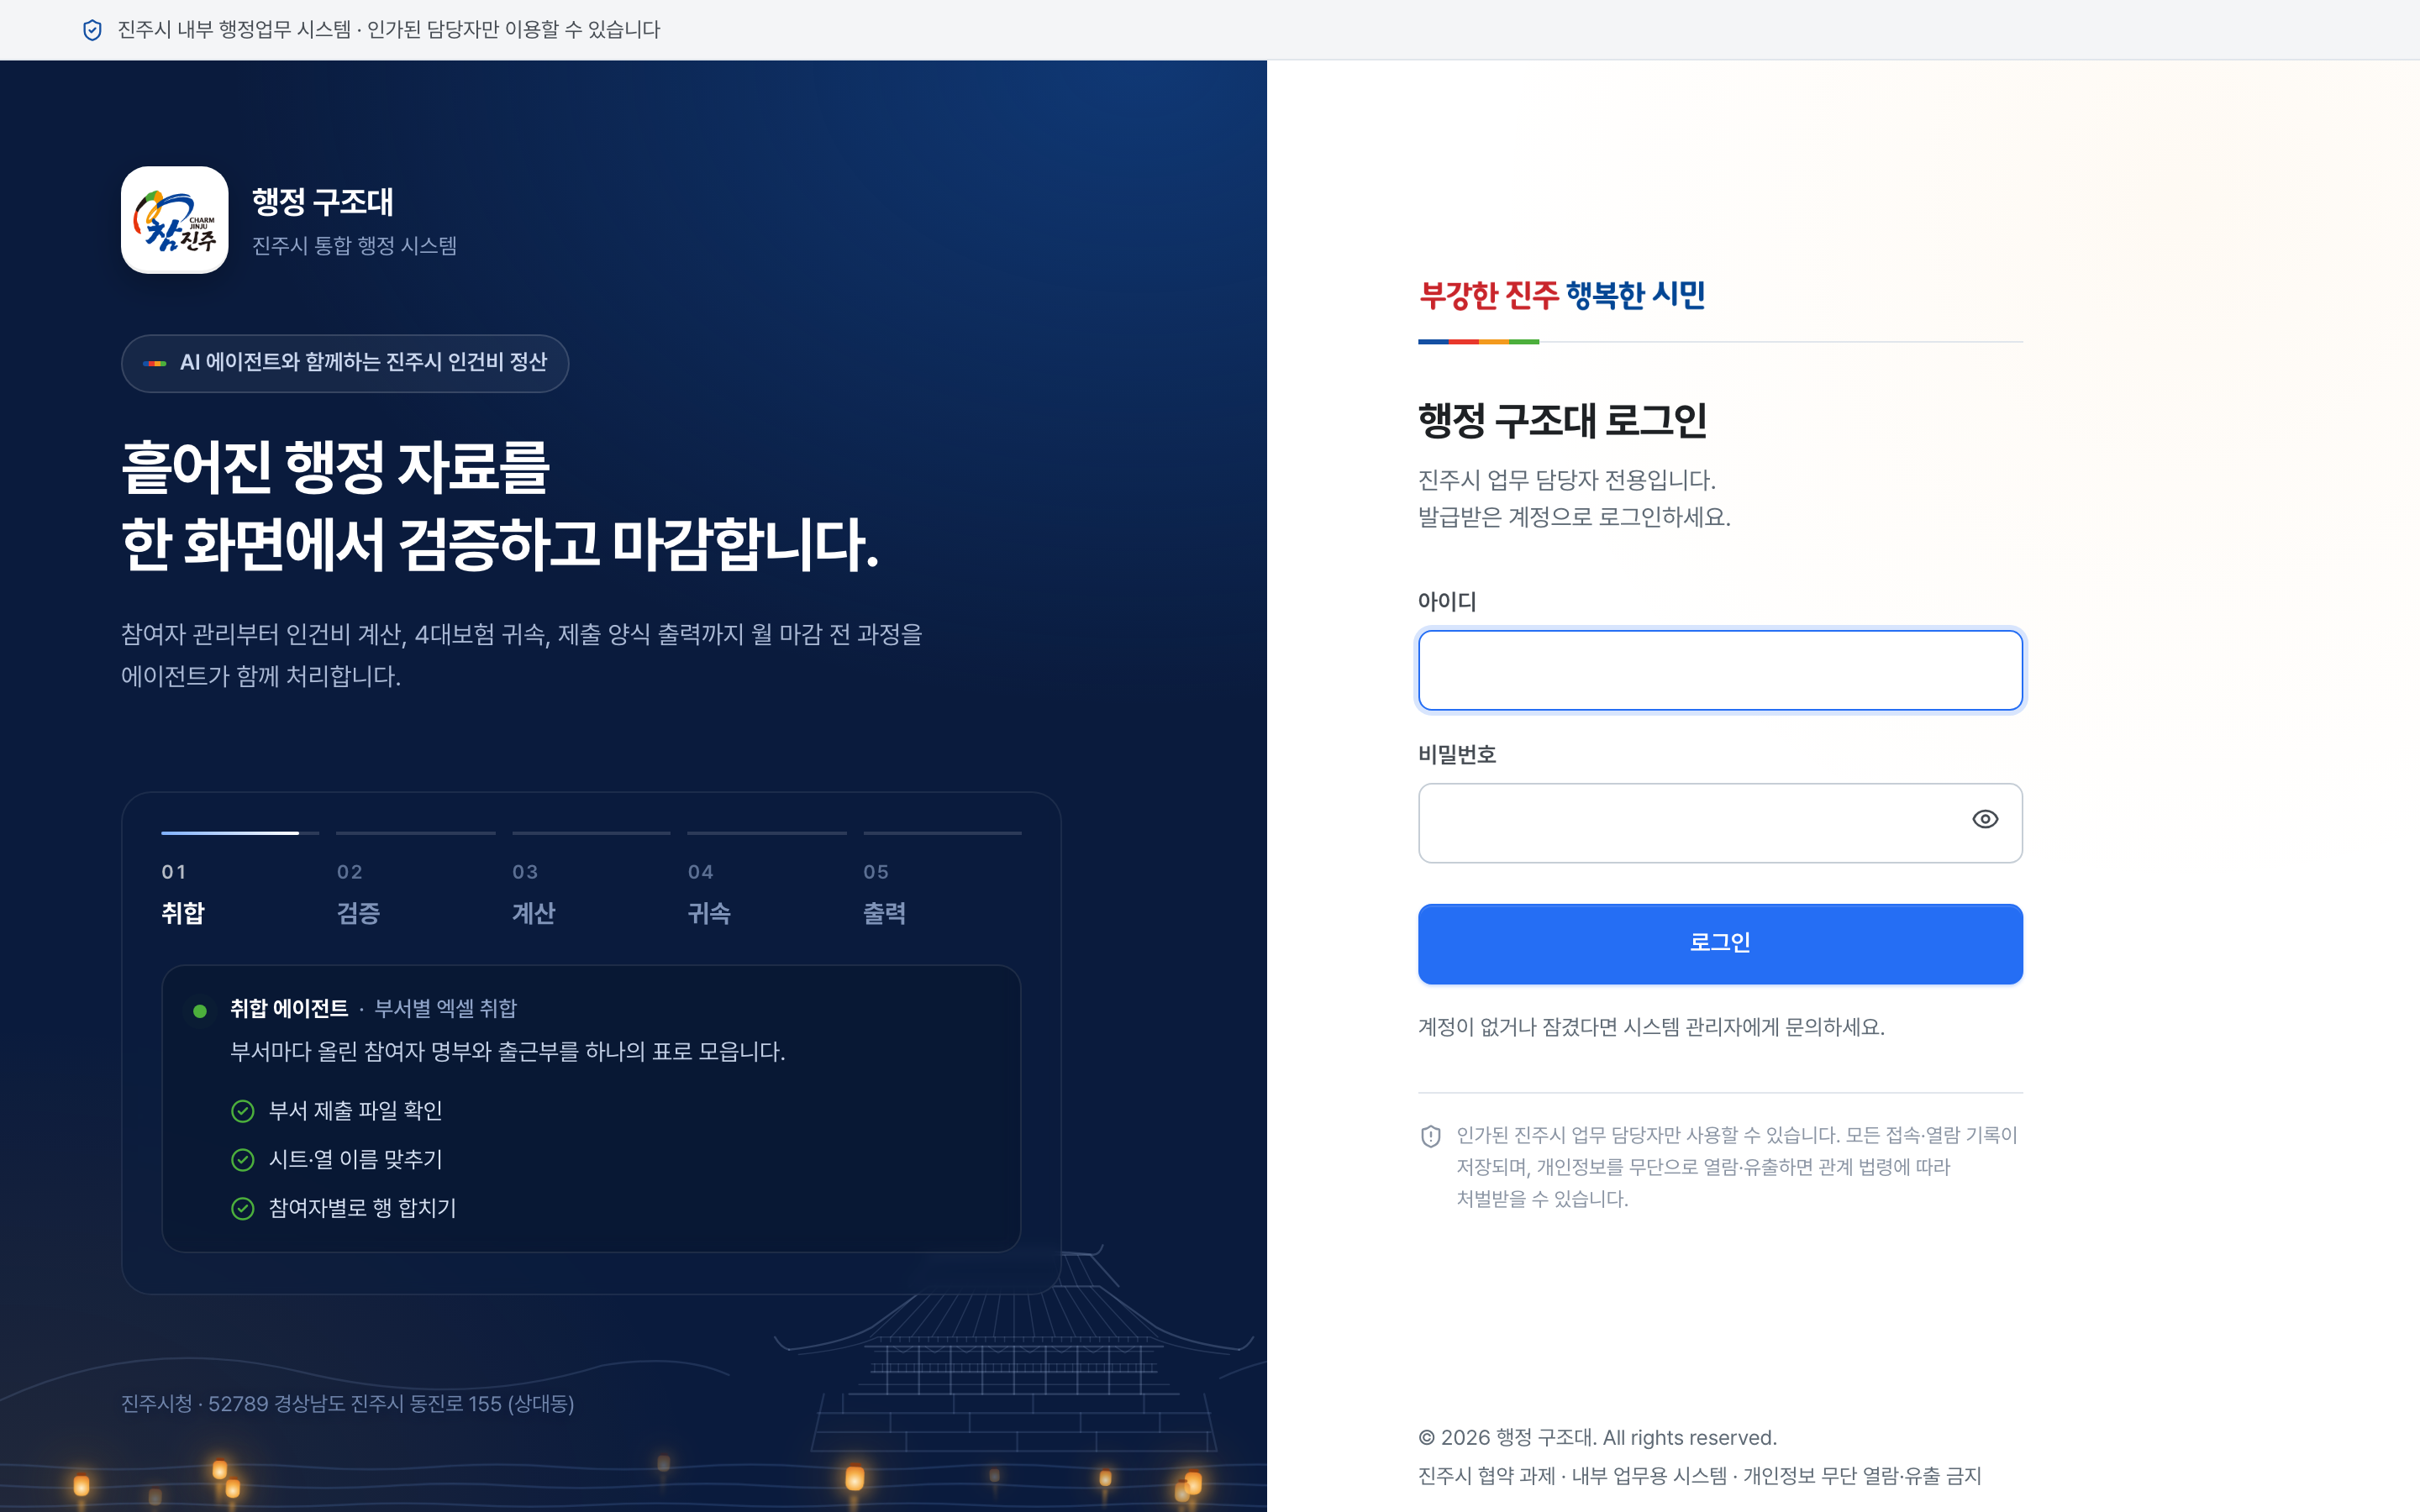 진주시 내부 행정업무 시스템 · 인가된 담당자만 이용할 수 있습니다
참
CHARM
JINJU
진주
행정 구조대
진주시 통합 행정 시스템
AI 에이전트와 함께하는 진주시 인건비 정산
흩어진 행정 자료를
한 화면에서 검증하고 마감합니다.
참여자 관리부터 인건비 계산, 4대보험 귀속, 제출 양식 출력까지 월 마감 전 과정을
에이전트가 함께 처리합니다.
01
02
03
04
05
취합
검증
계산
귀속
출력
취합 에이전트 · 부서별 엑셀 취합
부서마다 올린 참여자 명부와 출근부를 하나의 표로 모읍니다.
부서 제출 파일 확인
시트·열 이름 맞추기
참여자별로 행 합치기
진주시청 · 52789 경상남도 진주시 동진로 155 (상대동)
부강한 진주 행복한 시민
행정 구조대 로그인
진주시 업무 담당자 전용입니다.
발급받은 계정으로 로그인하세요.
아이디
비밀번호
로그인
계정이 없거나 잠겼다면 시스템 관리자에게 문의하세요.
인가된 진주시 업무 담당자만 사용할 수 있습니다. 모든 접속·열람 기록이
저장되며, 개인정보를 무단으로 열람·유출하면 관계 법령에 따라
처벌받을 수 있습니다.
© 2026 행정 구조대. All rights reserved.
진주시 협약 과제 · 내부 업무용 시스템 · 개인정보 무단 열람·유출 금지